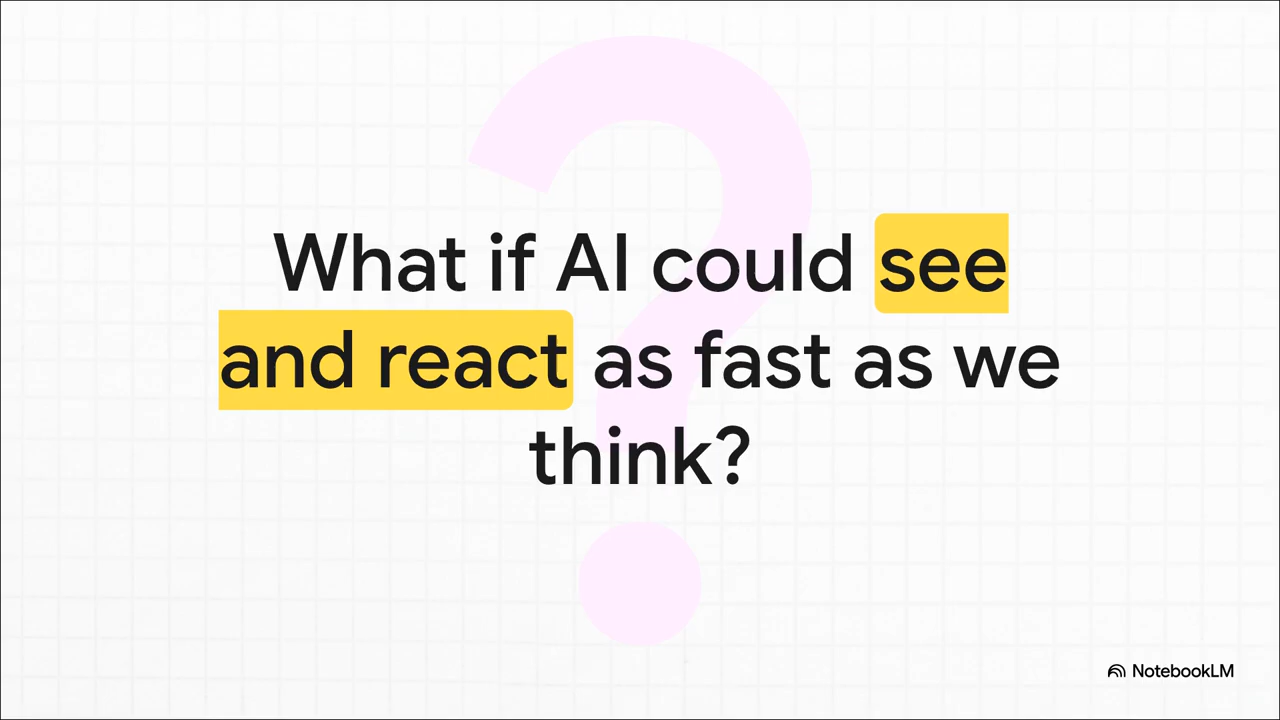 What if AI could see
and react as fast as we
think?
NotebookLM